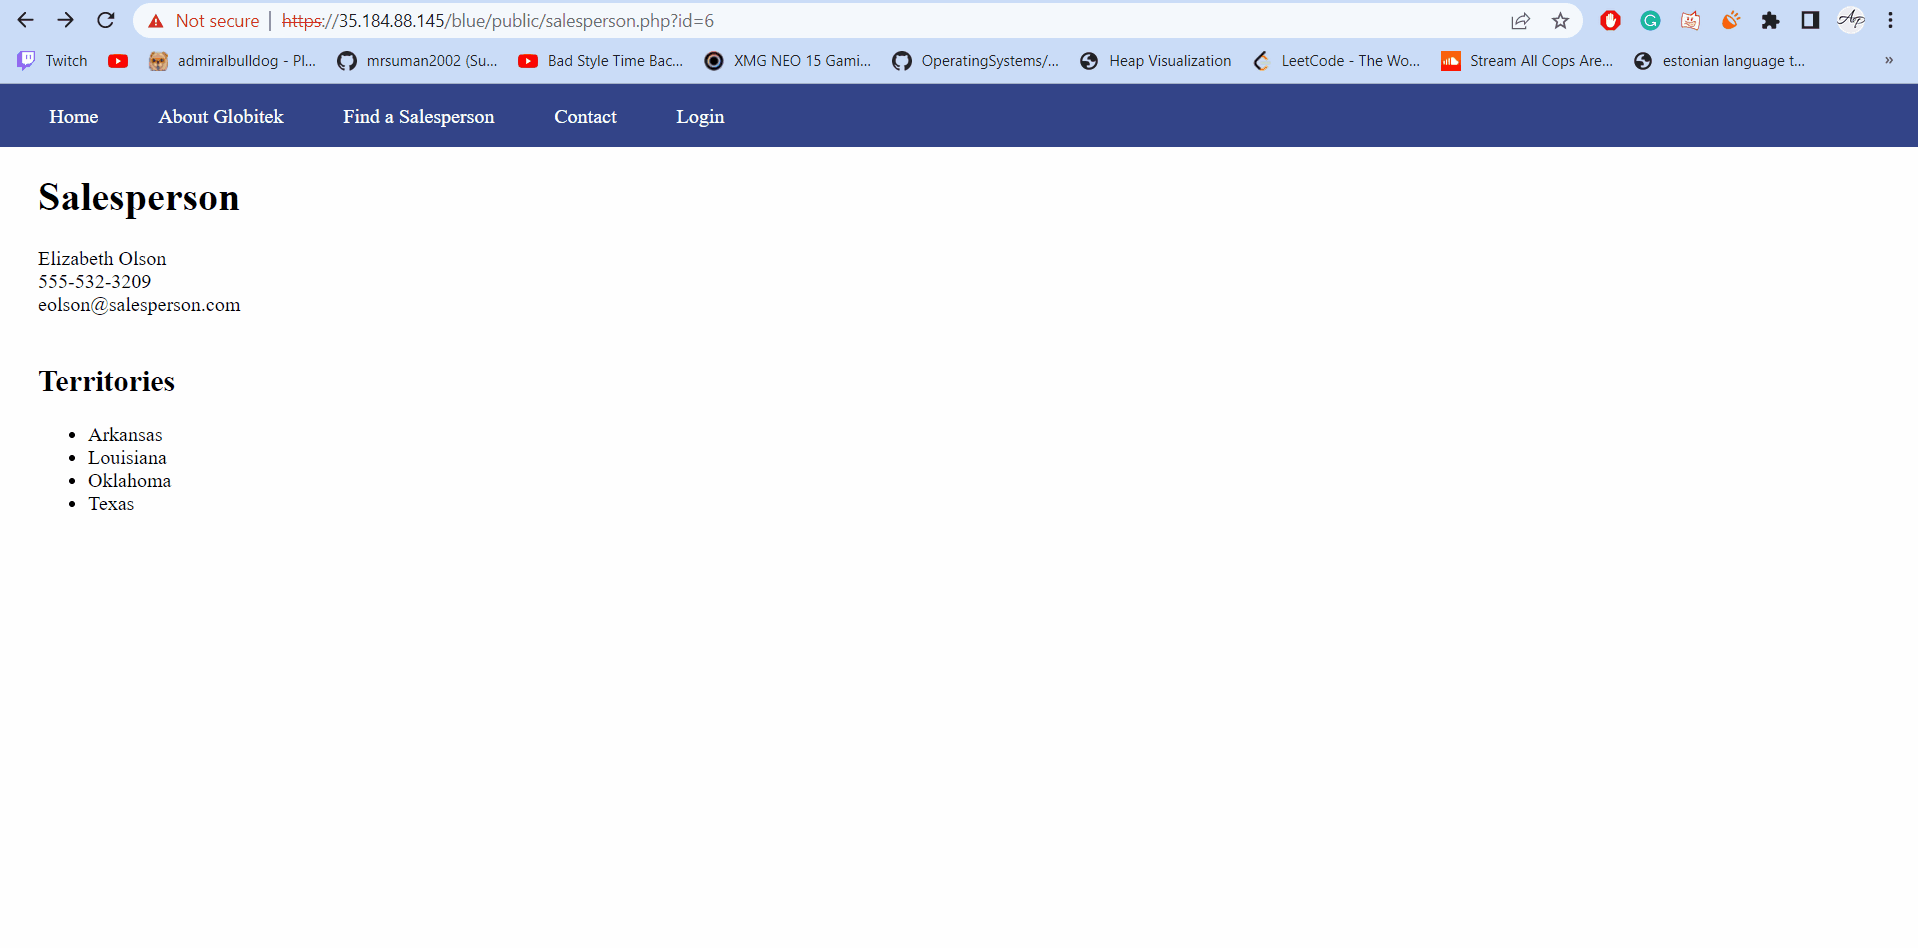 Not secure | https://35.184.88.145/blue/public/salesperson.php?id=6
Twitch admiralbulldog - Pl... mrsuman2002 (Su... Bad Style Time Bac... XMG NEO 15 Gami... OperatingSystems/... Heap Visualization LeetCode - The Wo... Stream All Cops Are... estonian language t... »
Home About Globitek Find a Salesperson Contact Login
Salesperson
Elizabeth Olson
555-532-3209
eolson@salesperson.com
Territories
• Arkansas
• Louisiana
• Oklahoma
• Texas